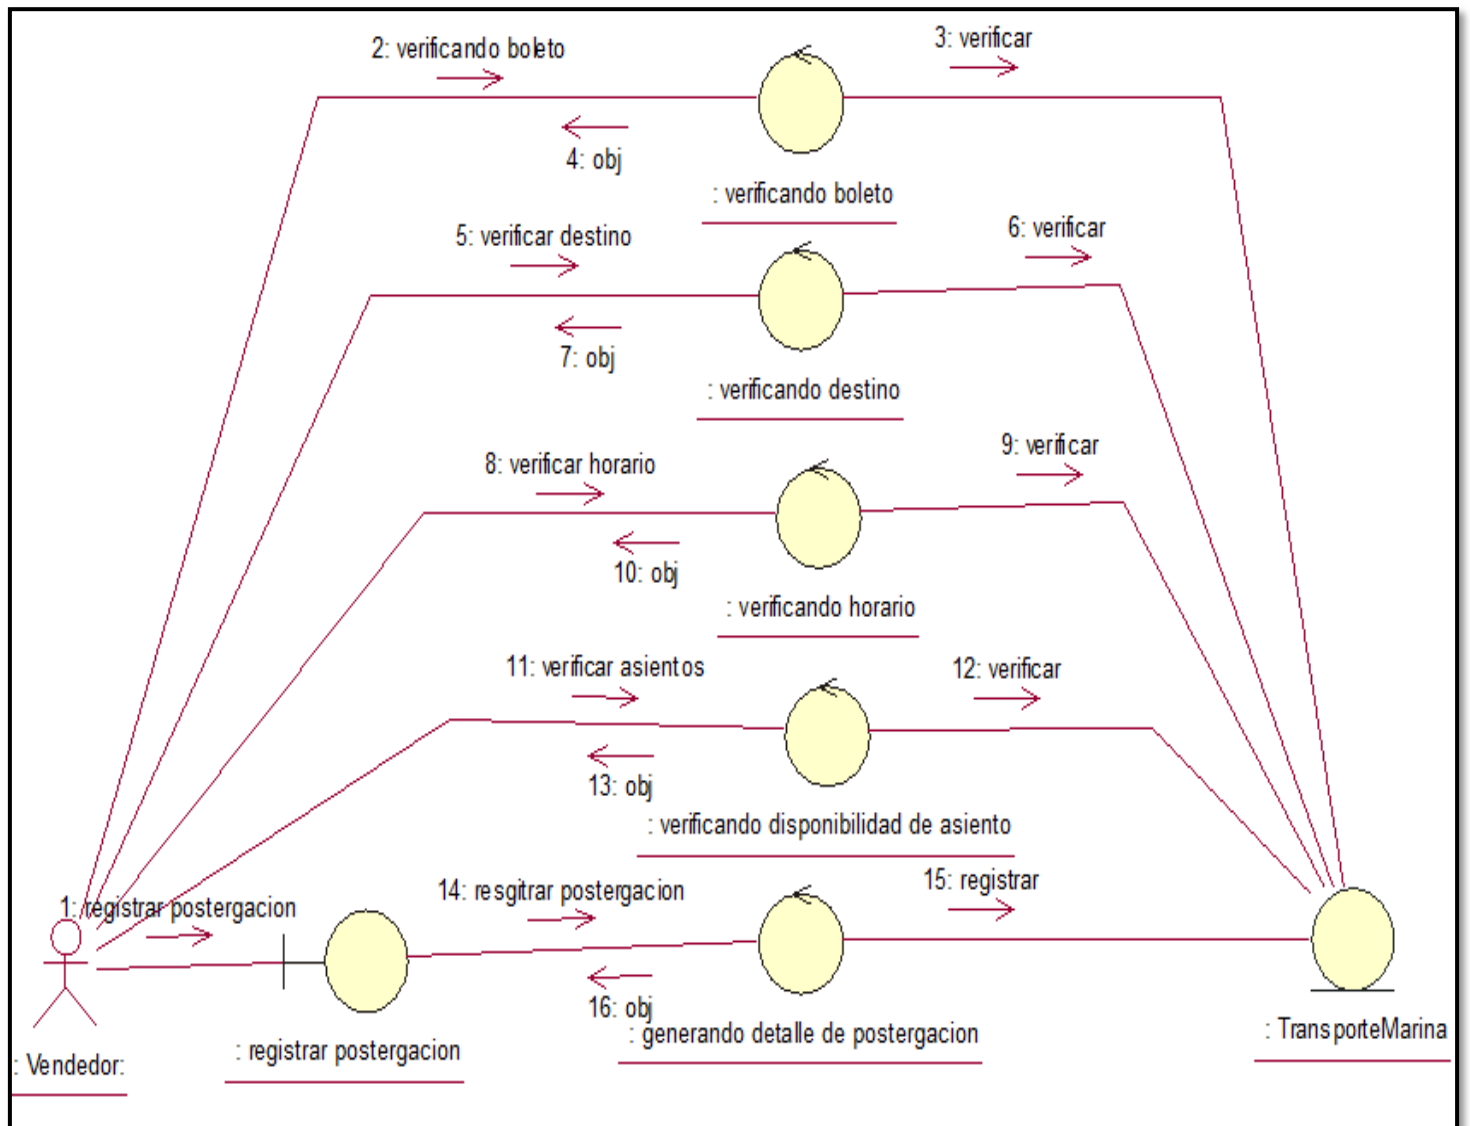 2: verificando boleto
3: verificar
4: obj
: verificando boleto
5: verificar destino
6: verificar
7: obj
: verificando destino
8: verificar horario
9: verificar
10: obj
: verificando horario
11: verificar asientos
12: verificar
13: obj
: verificando disponibilidad de asiento
1: registrar postergacion
14: resgitrar postergacion
15: registrar
16: obj
: generando detalle de postergacion
: TransporteMarina
: registrar postergacion
: Vendedor: